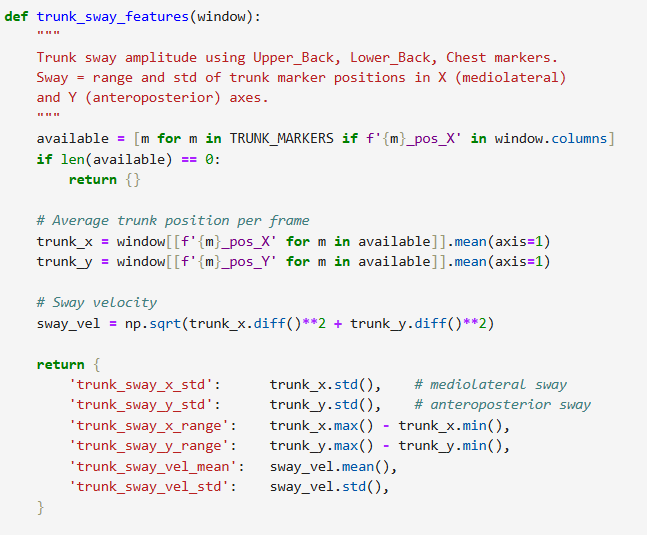 def trunk_sway_features(window):
    """
    Trunk sway amplitude using Upper_Back, Lower_Back, Chest markers.
    Sway = range and std of trunk marker positions in X (mediolateral)
    and Y (anteroposterior) axes.
    """
    available = [m for m in TRUNK_MARKERS if f'{m}_pos_X' in window.columns]
    if len(available) == 0:
        return {}

    # Average trunk position per frame
    trunk_x = window[[f'{m}_pos_X' for m in available]].mean(axis=1)
    trunk_y = window[[f'{m}_pos_Y' for m in available]].mean(axis=1)

    # Sway velocity
    sway_vel = np.sqrt(trunk_x.diff()**2 + trunk_y.diff()**2)

    return {
        'trunk_sway_x_std':      trunk_x.std(),    # mediolateral sway
        'trunk_sway_y_std':      trunk_y.std(),    # anteroposterior sway
        'trunk_sway_x_range':    trunk_x.max() - trunk_x.min(),
        'trunk_sway_y_range':    trunk_y.max() - trunk_y.min(),
        'trunk_sway_vel_mean':   sway_vel.mean(),
        'trunk_sway_vel_std':    sway_vel.std(),
    }